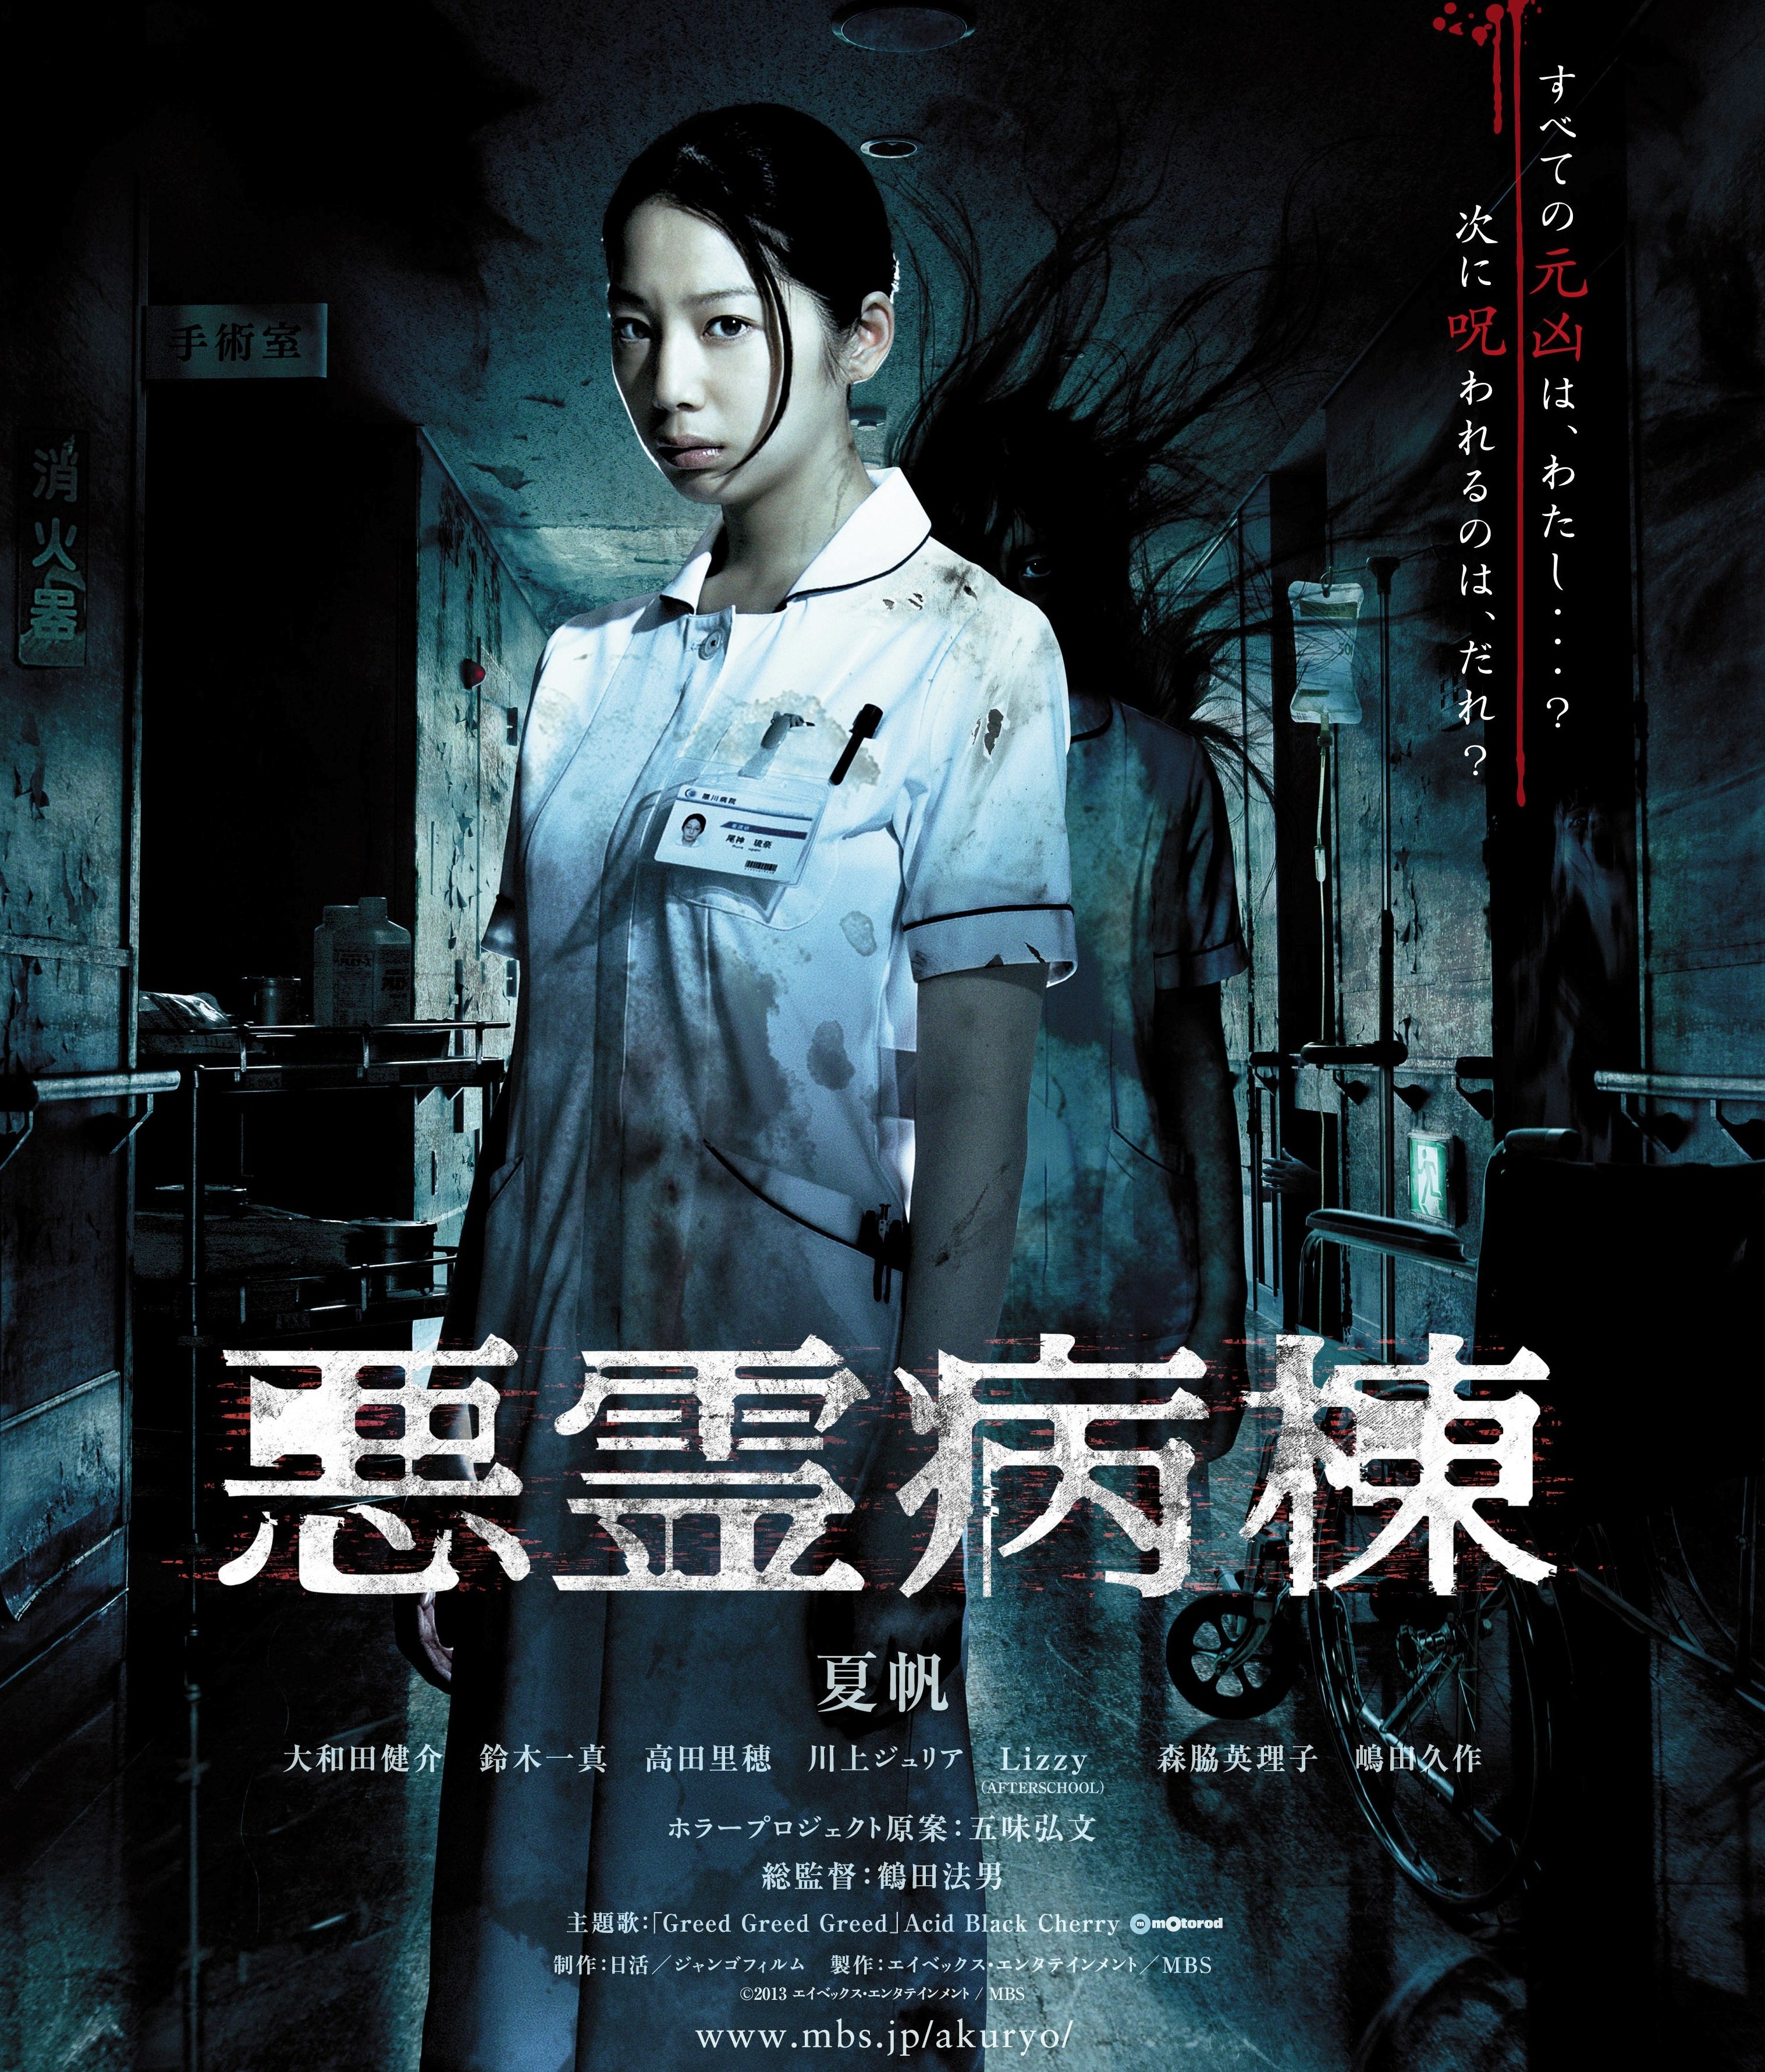 すべての元凶は、わたし・・・・？
次に呪われるのは、だれ？
手術室
消火器
尾神 琉奈
悪霊病棟
夏帆
大和田健介 鈴木一真 高田里穂 川上ジュリア Lizzy (AFTERSCHOOL) 森脇英理子 嶋田久作
ホラープロジェクト原案：五味弘文
総監督：鶴田法男
主題歌：「Greed Greed Greed」Acid Black Cherry motorod
制作：日活／ジャンゴフィルム 製作：エイベックス・エンタテインメント／MBS
©2013 エイベックス・エンタテインメント / MBS
www.mbs.jp/akuryo/